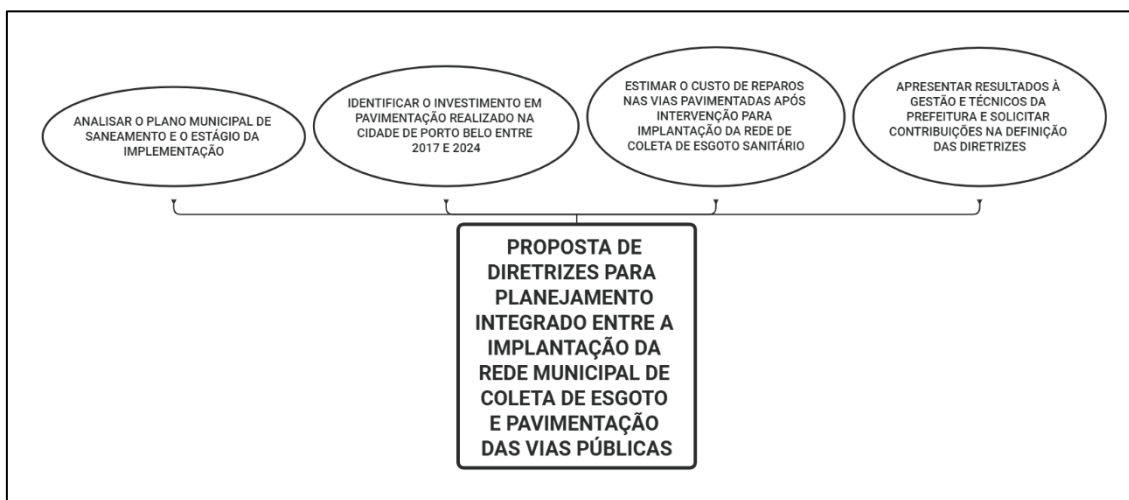 ANALISAR O PLANO MUNICIPAL DE
SANEAMENTO E O ESTÁGIO DA
IMPLEMENTAÇÃO
IDENTIFICAR O INVESTIMENTO EM
PAVIMENTAÇÃO REALIZADO NA
CIDADE DE PORTO BELO ENTRE
2017 E 2024
ESTIMAR O CUSTO DE REPAROS
NAS VIAS PAVIMENTADAS APÓS
INTERVENÇÃO PARA
IMPLANTAÇÃO DA REDE DE
COLETA DE ESGOTO SANITÁRIO
APRESENTAR RESULTADOS À
GESTÃO E TÉCNICOS DA
PREFEITURA E SOLICITAR
CONTRIBUIÇÕES NA DEFINIÇÃO
DAS DIRETRIZES
PROPOSTA DE
DIRETRIZES PARA
PLANEJAMENTO
INTEGRADO ENTRE A
IMPLANTAÇÃO DA
REDE MUNICIPAL DE
COLETA DE ESGOTO
E PAVIMENTAÇÃO
DAS VIAS PÚBLICAS